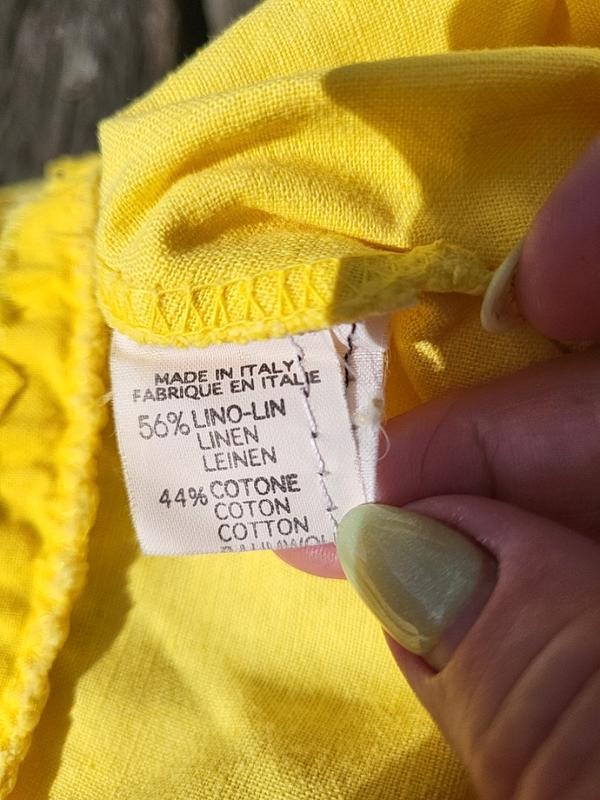 MADE IN ITALY
FABRIQUE EN ITALIE
56% LINO-LIN
LINEN
LEINEN
44% COTONE
COTON
COTTON